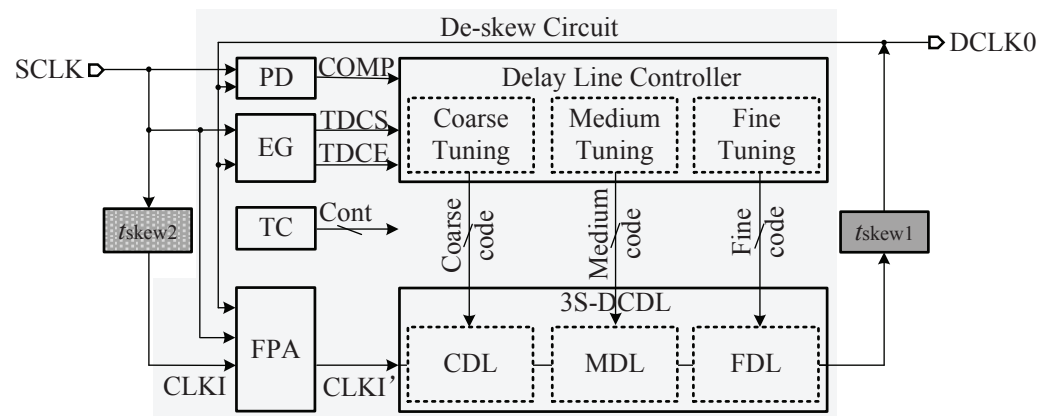 De-skew Circuit
SCLK
DCLK0
PD
COMP
Delay Line Controller
EG
TDCS
TDCE
Coarse
Tuning
Medium
Tuning
Fine
Tuning
tskew2
TC
Cont
Coarse
code
Medium
code
Fine
code
tskew1
3S-DCDL
FPA
CLKI
CLKI’
CDL
MDL
FDL